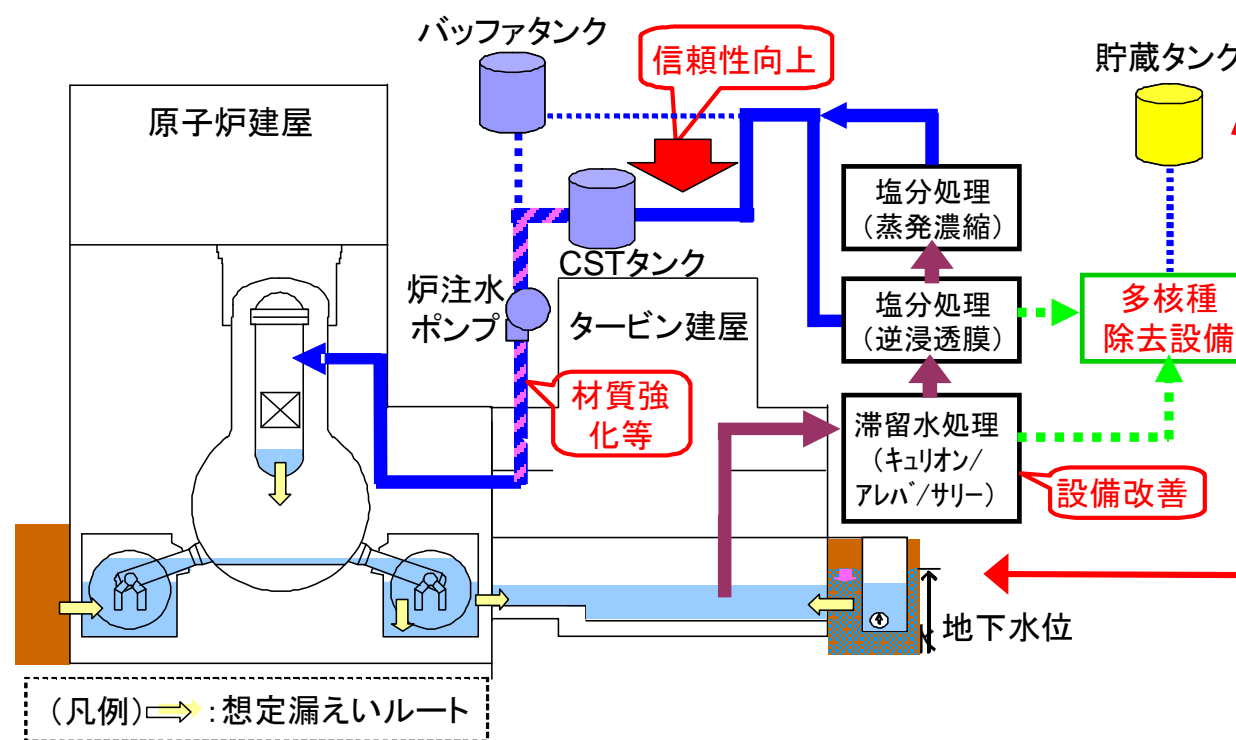 バッファタンク
信頼性向上
貯蔵タンク
原子炉建屋
塩分処理
（蒸発濃縮）
CSTタンク
炉注水
ポンプ
タービン建屋
塩分処理
（逆浸透膜）
多核種
除去設備
材質強
化等
滞留水処理
（キュリオン/
アレバ/サリー）
設備改善
地下水位
（凡例） ：想定漏えいルート